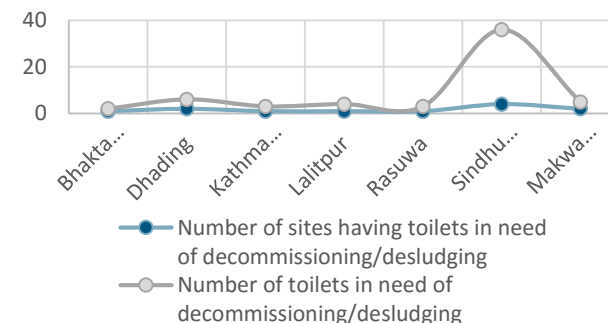 40
20
0
Bhakta...
Dhading
Kathma...
Lalitpur
Rasuwa
Sindhu...
Makwa...
Number of sites having toilets in need
of decommissioning/desludging
Number of toilets in need of
decommissioning/desludging